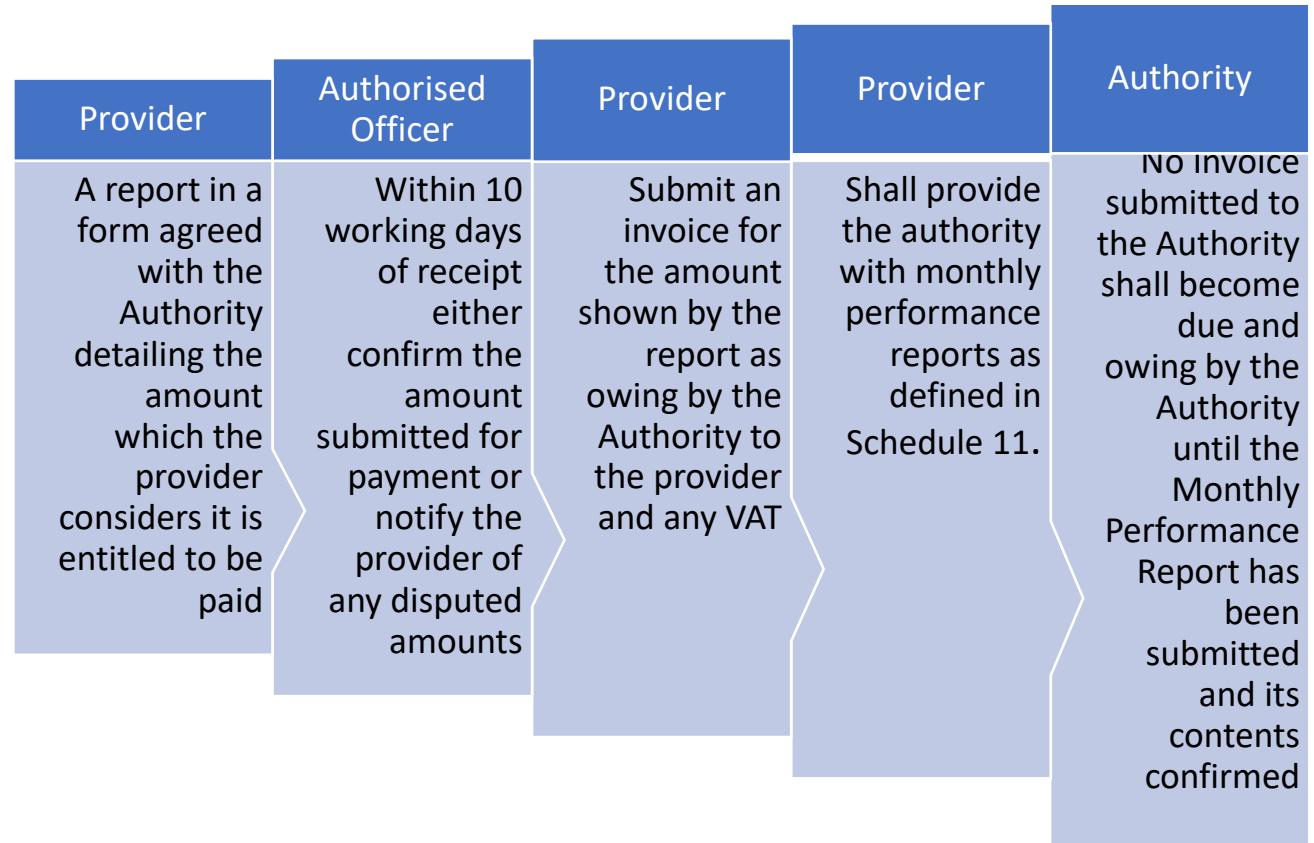 Provider
A report in a
form agreed
with the
Authority
detailing the
amount
which the
provider
considers it is
entitled to be
paid
Authorised
Officer
Within 10
working days
of receipt
either
confirm the
amount
submitted for
payment or
notify the
provider of
any disputed
amounts
Provider
Submit an
invoice for
the amount
shown by the
report as
owing by the
Authority to
the provider
and any VAT
Provider
Shall provide
the authority
with monthly
performance
reports as
defined in
Schedule 11.
Authority
No Invoice
submitted to
the Authority
shall become
due and
owing by the
Authority
until the
Monthly
Performance
Report has
been
submitted
and its
contents
confirmed